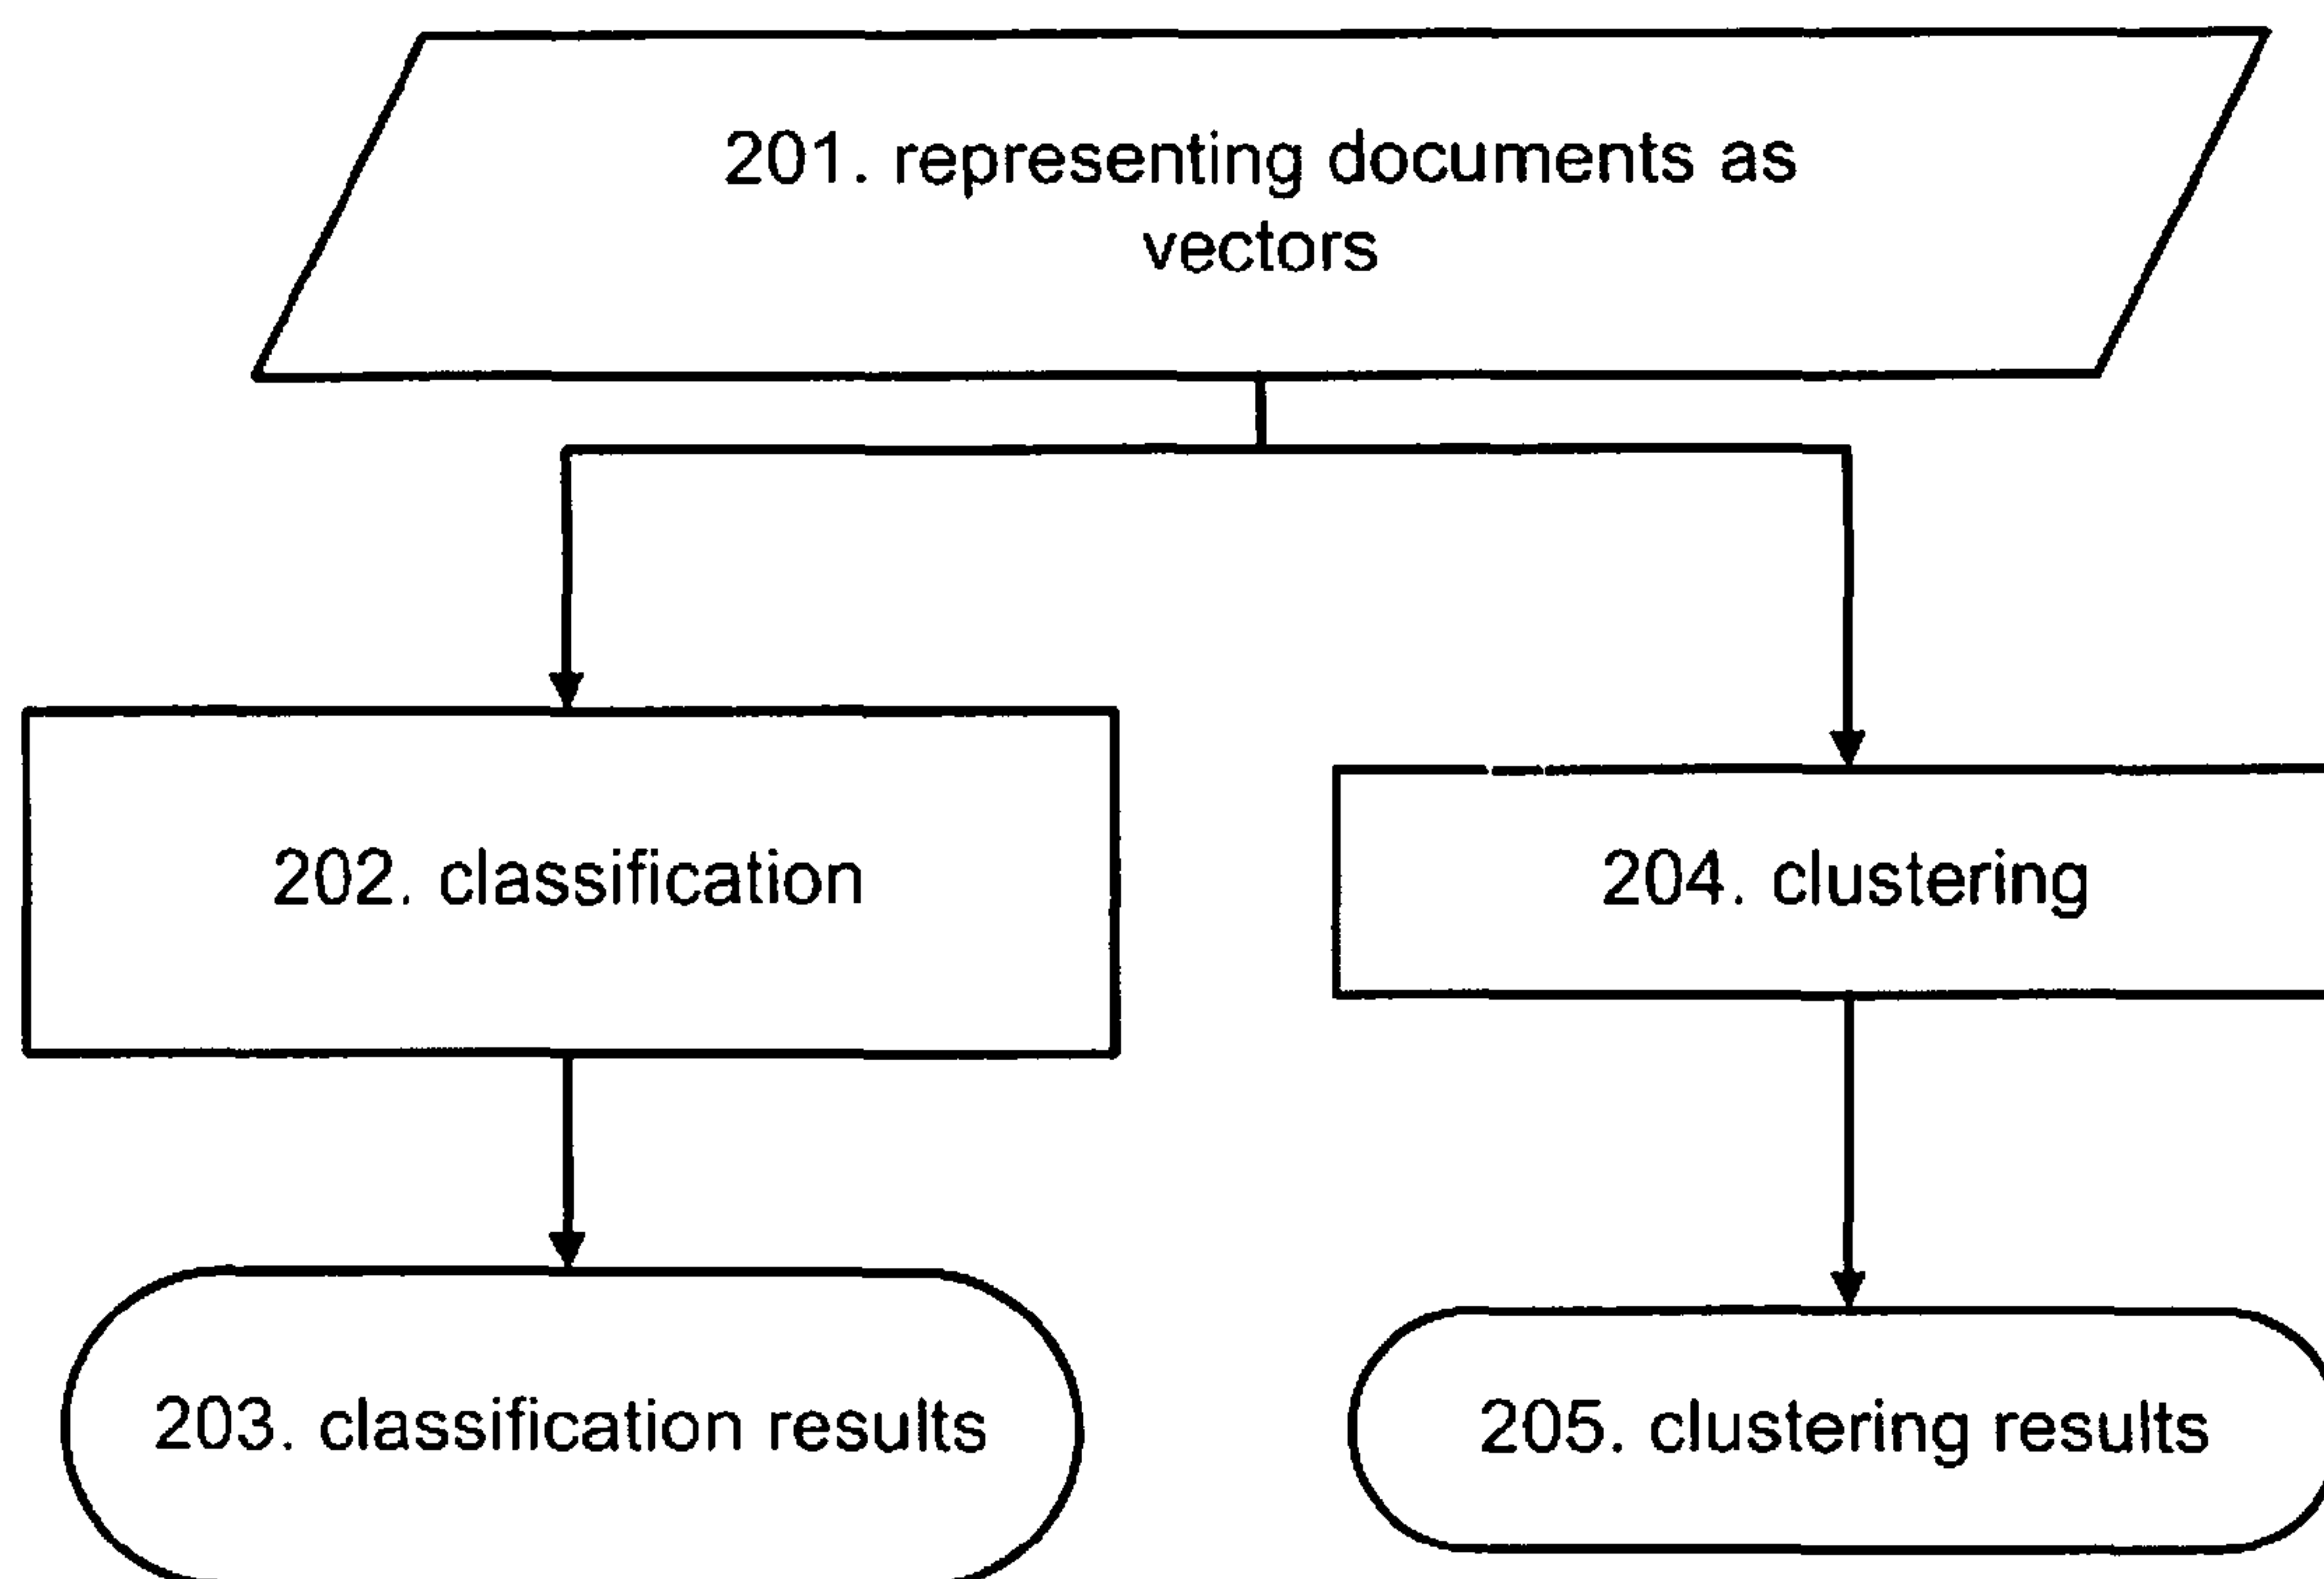 201. representing documents as
vectors
202. classification
204. clustering
203. classification results
205. clustering results